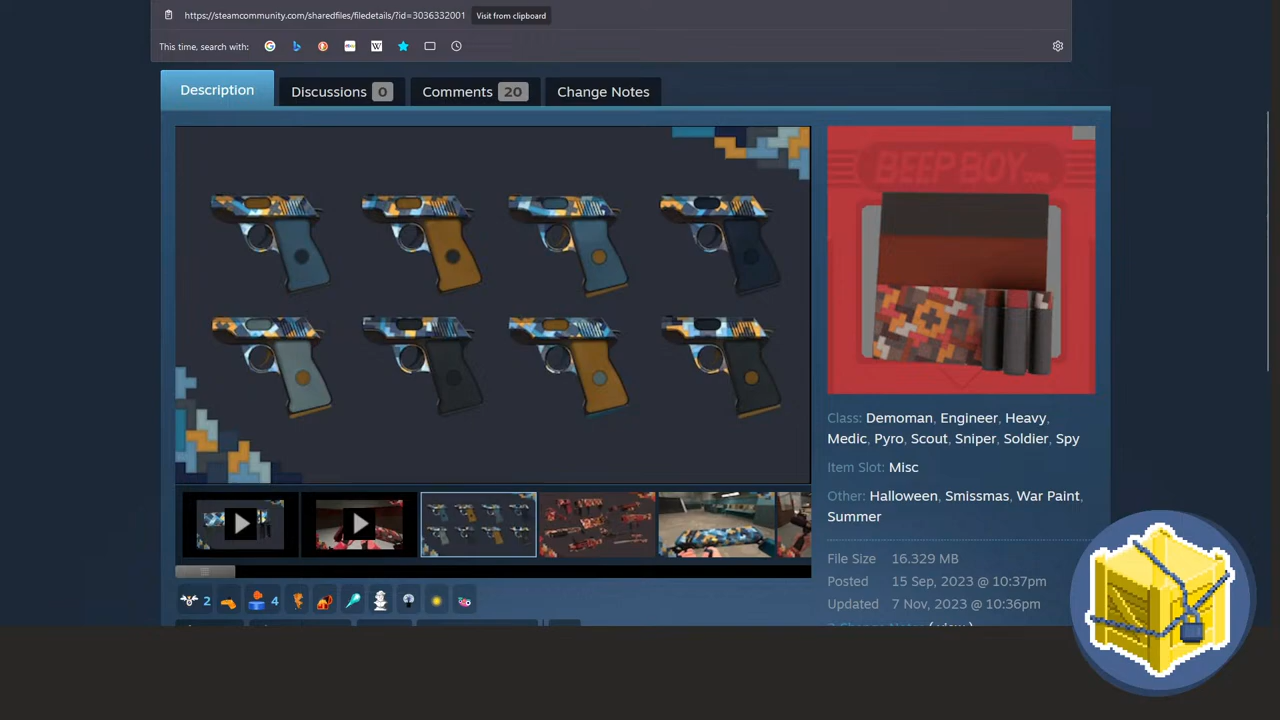 https://steamcommunity.com/sharedfiles/filedetails/?id=3036332001 Visit from clipboard
This time, search with:
Description
Discussions 0
Comments 20
Change Notes
BEEP BOY
Class: Demoman, Engineer, Heavy,
Medic, Pyro, Scout, Sniper, Soldier, Spy
Item Slot: Misc
Other: Halloween, Smissmas, War Paint,
Summer
File Size 16.329 MB
Posted 15 Sep, 2023 @ 10:37pm
Updated 7 Nov, 2023 @ 10:36pm
2
4